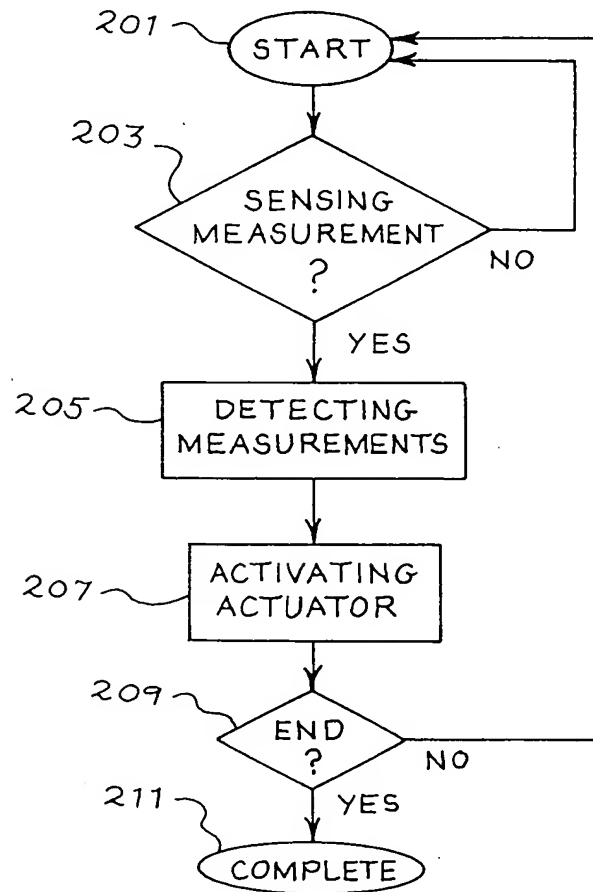 201
START
203
SENSING
MEASUREMENT
?
NO
YES
205
DETECTING
MEASUREMENTS
207
ACTIVATING
ACTUATOR
209
END
?
NO
YES
211
COMPLETE